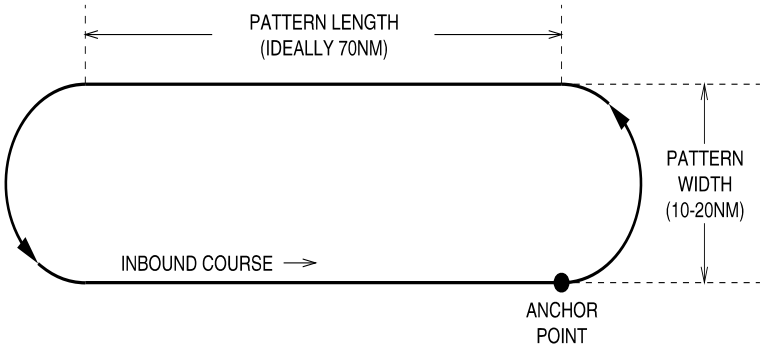 PATTERN LENGTH
(IDEALLY 70NM)
PATTERN
WIDTH
(10-20NM)
INBOUND COURSE
ANCHOR
POINT